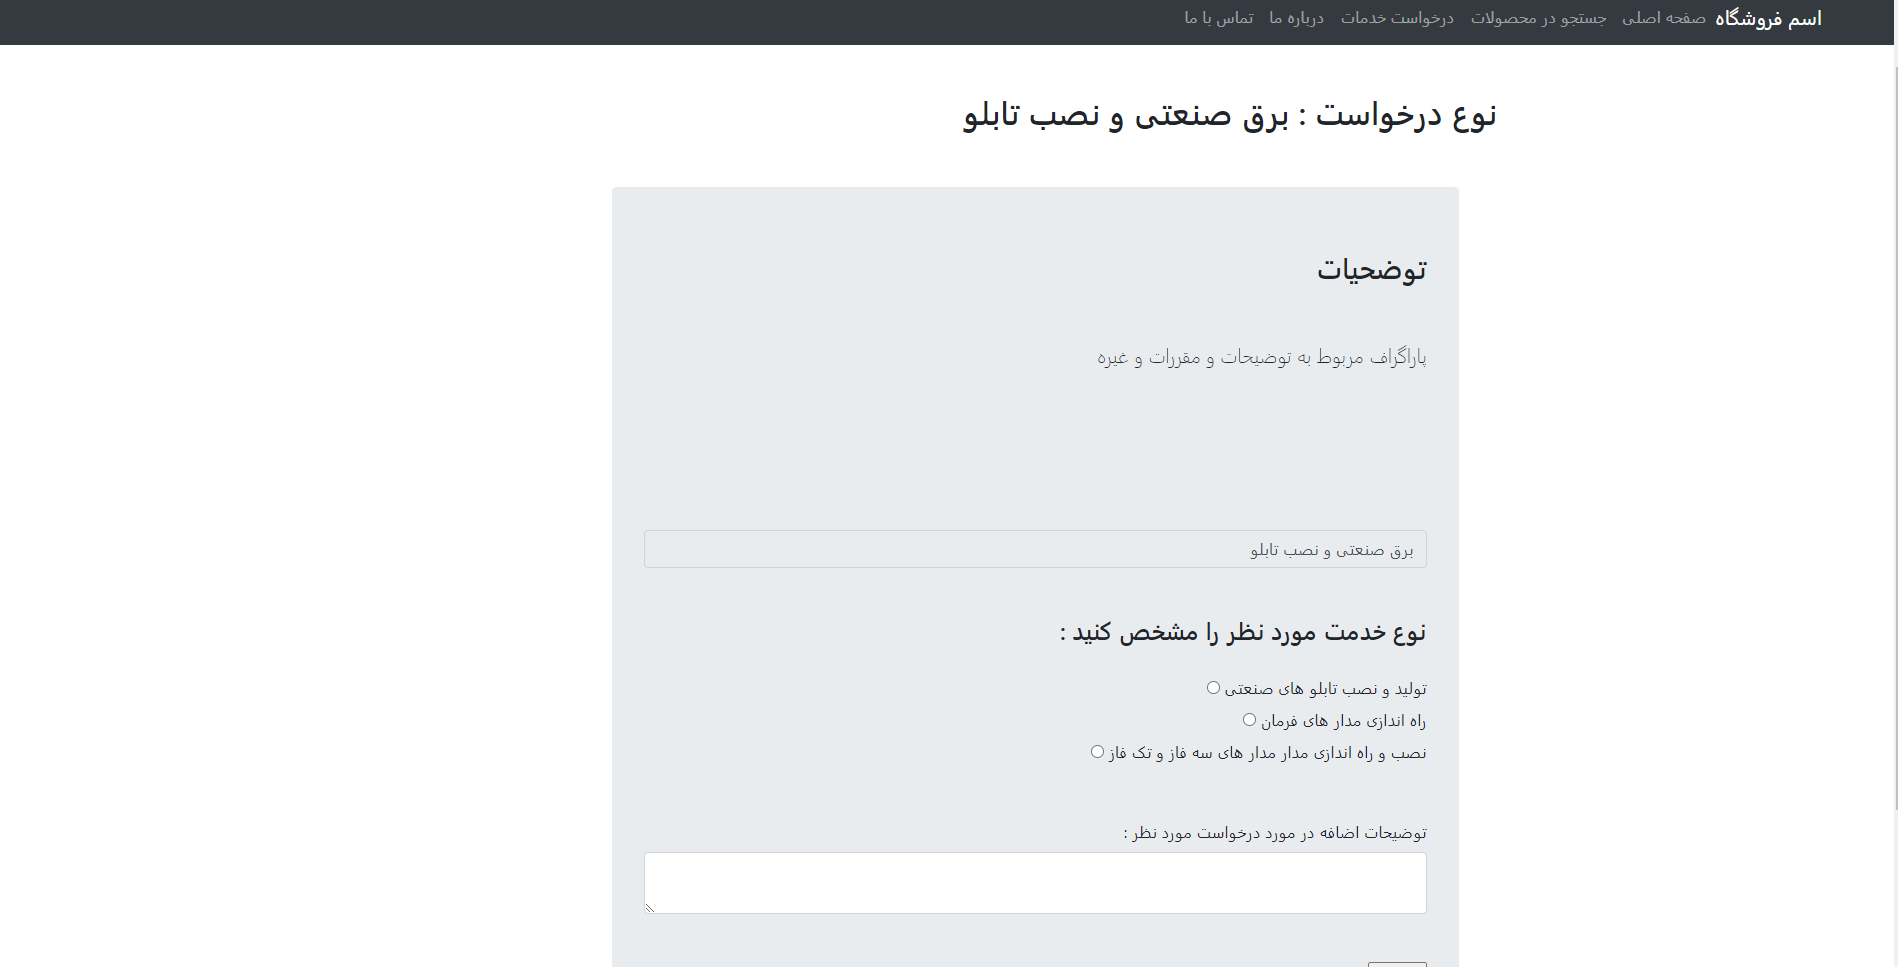 اسم فروشگاه صفحه اصلی جستجو در محصولات درخواست خدمات درباره ما تماس با ما
نوع درخواست : برق صنعتی و نصب تابلو
توضحیات
پاراگراف مربوط به توضیحات و مقررات و غیره
برق صنعتی و نصب تابلو
نوع خدمت مورد نظر را مشخص کنید :
تولید و نصب تابلو های صنعتی
راه اندازی مدار های فرمان
نصب و راه اندازی مدار مدار های سه فاز و تک فاز
توضیحات اضافه در مورد درخواست مورد نظر :